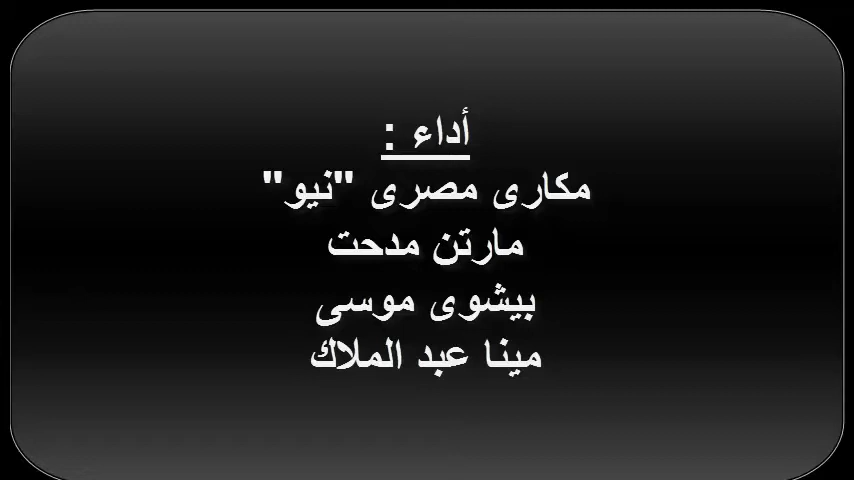 أداء :
مكارى مصرى "نيو"
مارتن مدحت
بيشوى موسى
مينا عبد الملاك